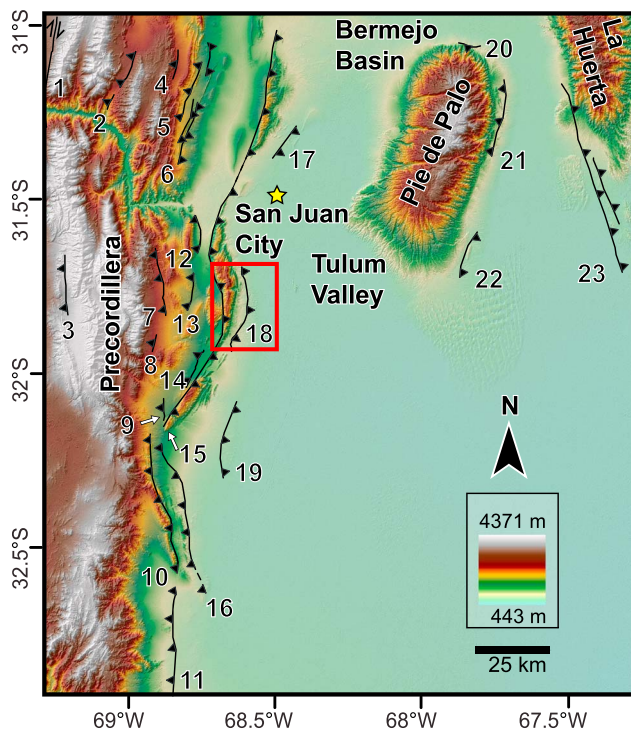 31°S
31.5°S
32°S
32.5°S
Bermejo
Basin
La
Huerta
Pie de Palo
San Juan
City
Tulum
Valley
Precordillera
1
2
3
4
5
6
7
8
9
10
11
12
13
14
15
16
17
18
19
20
21
22
23
N
4371 m
443 m
25 km
69°W
68.5°W
68°W
67.5°W